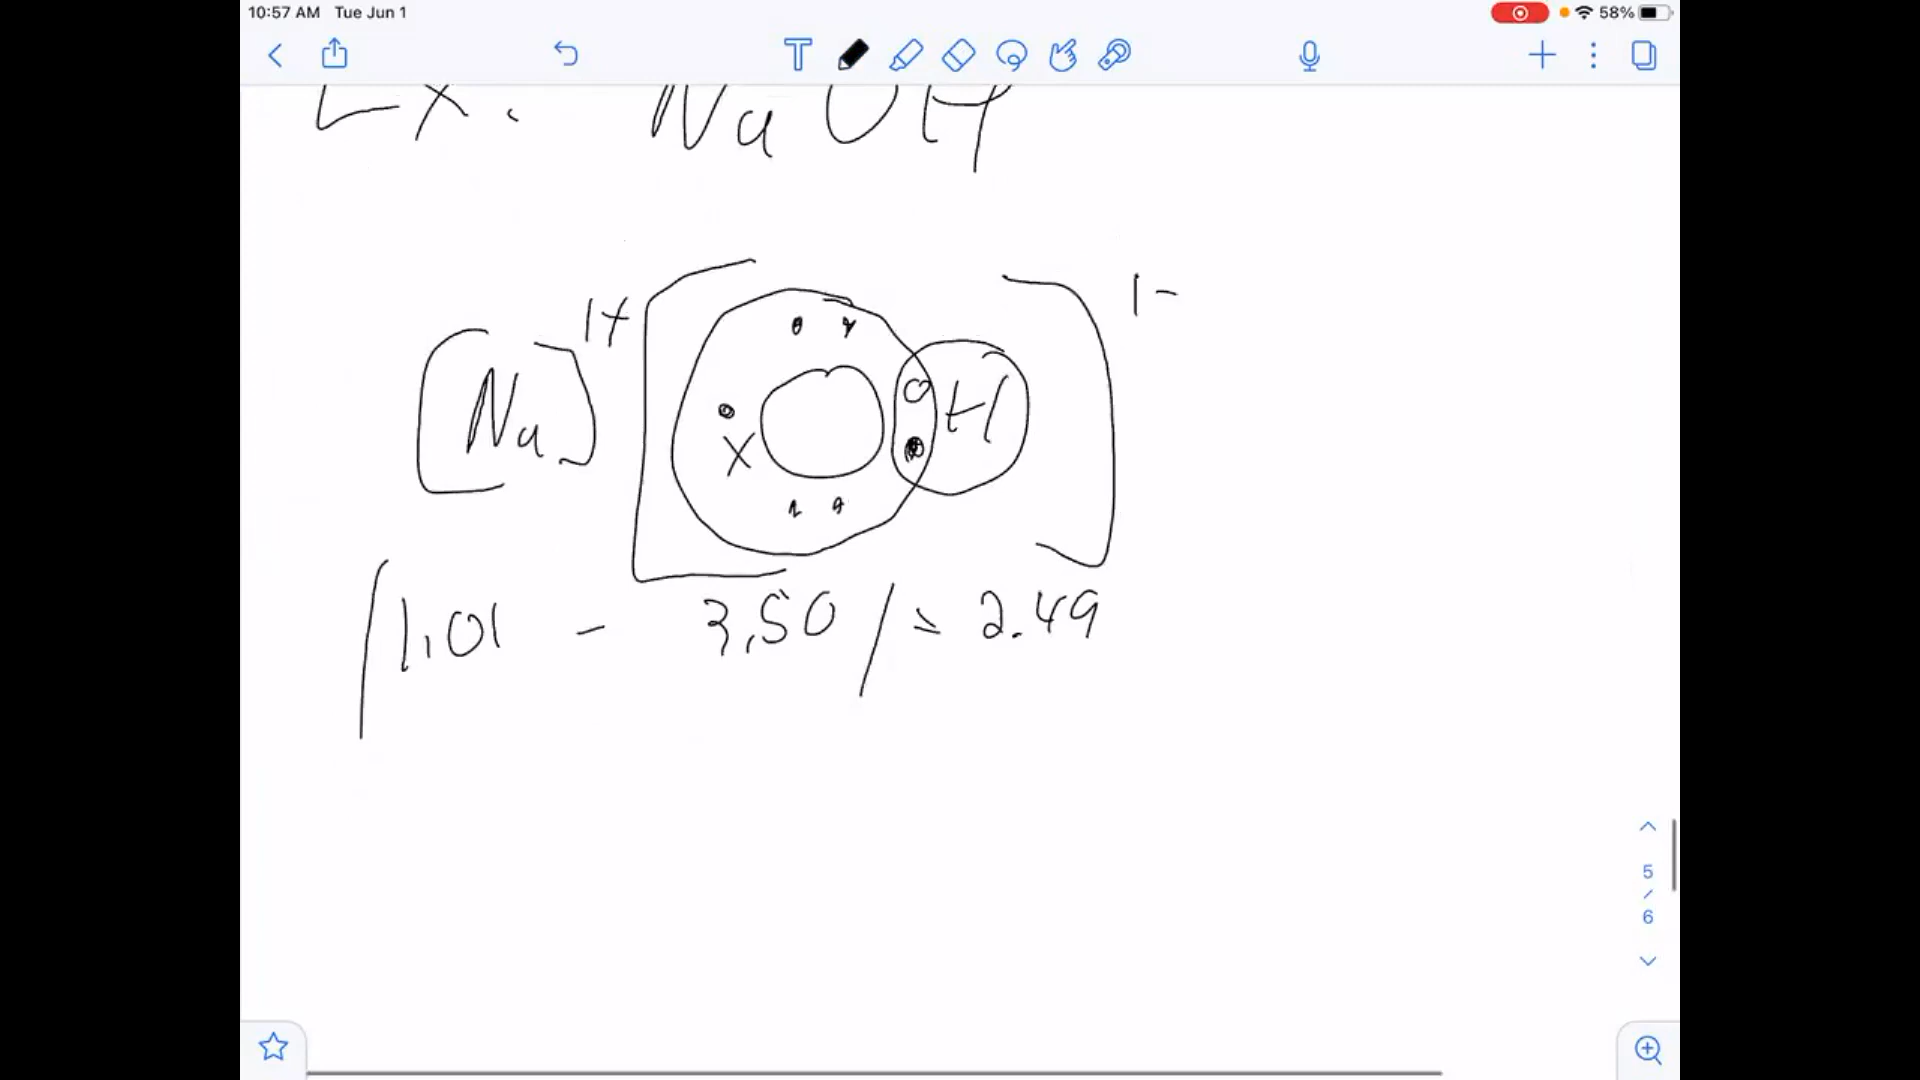 10:57 AM Tue Jun 1 58%
Ex. NaOH
[Na] 1+ [ X H ] 1-
|1.01 - 3.50| = 2.49
5
/
6